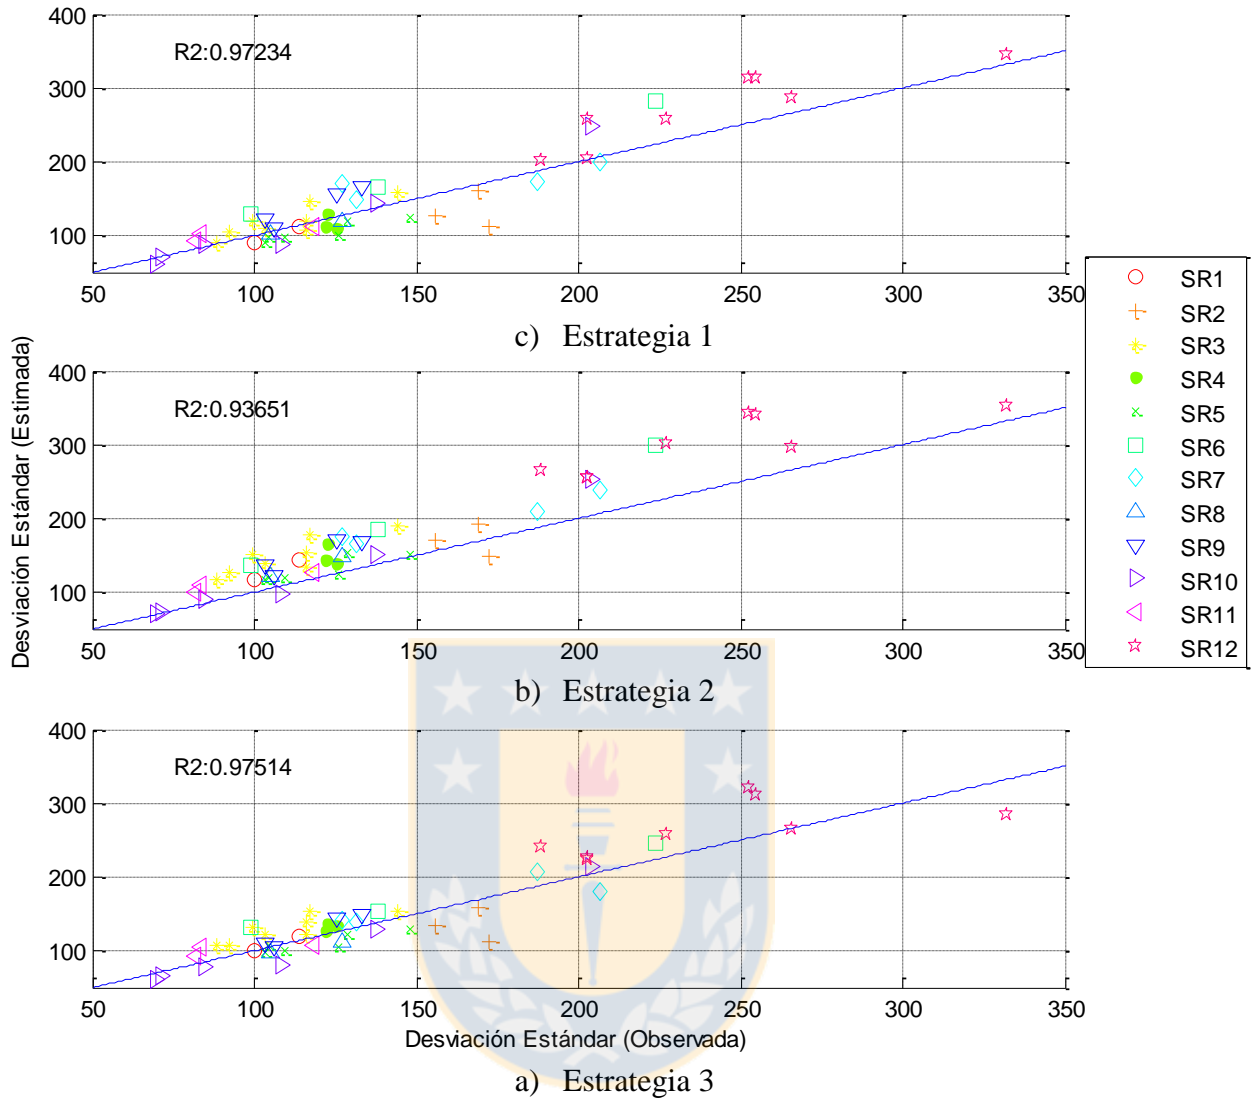 400
300
200
100
R2:0.97234
50 100 150 200 250 300 350
c) Estrategia 1
Desviación Estándar (Estimada)
400
300
200
100
R2:0.93651
50 100 150 200 250 300 350
b) Estrategia 2
400
300
200
100
R2:0.97514
50 100 150 200 250 300 350
Desviación Estándar (Observada)
a) Estrategia 3
SR1
SR2
SR3
SR4
SR5
SR6
SR7
SR8
SR9
SR10
SR11
SR12